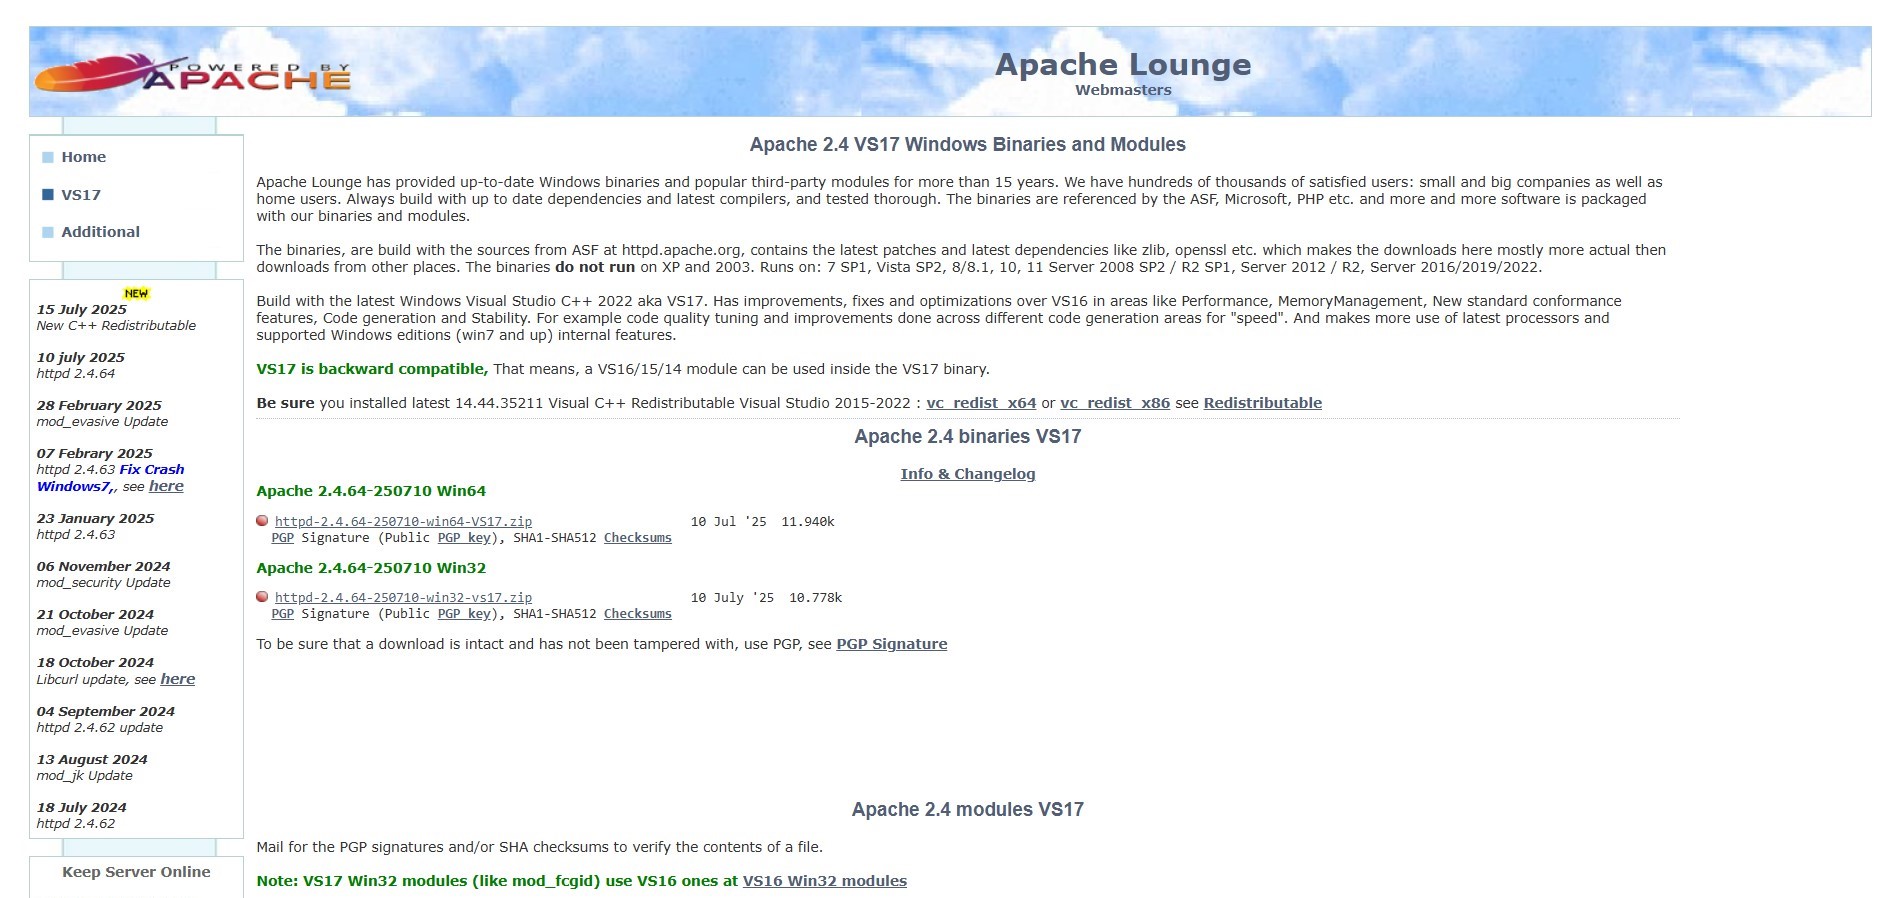 POWERED BY
APACHE
Apache Lounge
Webmasters
Home
VS17
Additional
NEW
15 July 2025
New C++ Redistributable
10 july 2025
httpd 2.4.64
28 February 2025
mod_evasive Update
07 Febrary 2025
httpd 2.4.63 Fix Crash
Windows7,, see here
23 January 2025
httpd 2.4.63
06 November 2024
mod_security Update
21 October 2024
mod_evasive Update
18 October 2024
Libcurl update, see here
04 September 2024
httpd 2.4.62 update
13 August 2024
mod_jk Update
18 July 2024
httpd 2.4.62
Keep Server Online
Apache 2.4 VS17 Windows Binaries and Modules
Apache Lounge has provided up-to-date Windows binaries and popular third-party modules for more than 15 years. We have hundreds of thousands of satisfied users: small and big companies as well as
home users. Always build with up to date dependencies and latest compilers, and tested thorough. The binaries are referenced by the ASF, Microsoft, PHP etc. and more and more software is packaged
with our binaries and modules.
The binaries, are build with the sources from ASF at httpd.apache.org, contains the latest patches and latest dependencies like zlib, openssl etc. which makes the downloads here mostly more actual then
downloads from other places. The binaries do not run on XP and 2003. Runs on: 7 SP1, Vista SP2, 8/8.1, 10, 11 Server 2008 SP2 / R2 SP1, Server 2012 / R2, Server 2016/2019/2022.
Build with the latest Windows Visual Studio C++ 2022 aka VS17. Has improvements, fixes and optimizations over VS16 in areas like Performance, MemoryManagement, New standard conformance
features, Code generation and Stability. For example code quality tuning and improvements done across different code generation areas for "speed". And makes more use of latest processors and
supported Windows editions (win7 and up) internal features.
VS17 is backward compatible, That means, a VS16/15/14 module can be used inside the VS17 binary.
Be sure you installed latest 14.44.35211 Visual C++ Redistributable Visual Studio 2015-2022 : vc_redist_x64 or vc_redist_x86 see Redistributable
Apache 2.4 binaries VS17
Info & Changelog
Apache 2.4.64-250710 Win64
httpd-2.4.64-250710-win64-VS17.zip 10 Jul '25 11.940k
PGP Signature (Public PGP key), SHA1-SHA512 Checksums
Apache 2.4.64-250710 Win32
httpd-2.4.64-250710-win32-vs17.zip 10 July '25 10.778k
PGP Signature (Public PGP key), SHA1-SHA512 Checksums
To be sure that a download is intact and has not been tampered with, use PGP, see PGP Signature
Apache 2.4 modules VS17
Mail for the PGP signatures and/or SHA checksums to verify the contents of a file.
Note: VS17 Win32 modules (like mod_fcgid) use VS16 ones at VS16 Win32 modules